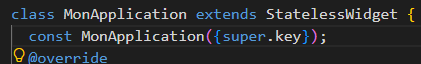 class MonApplication extends StatelessWidget {
const MonApplication({super.key});
@override